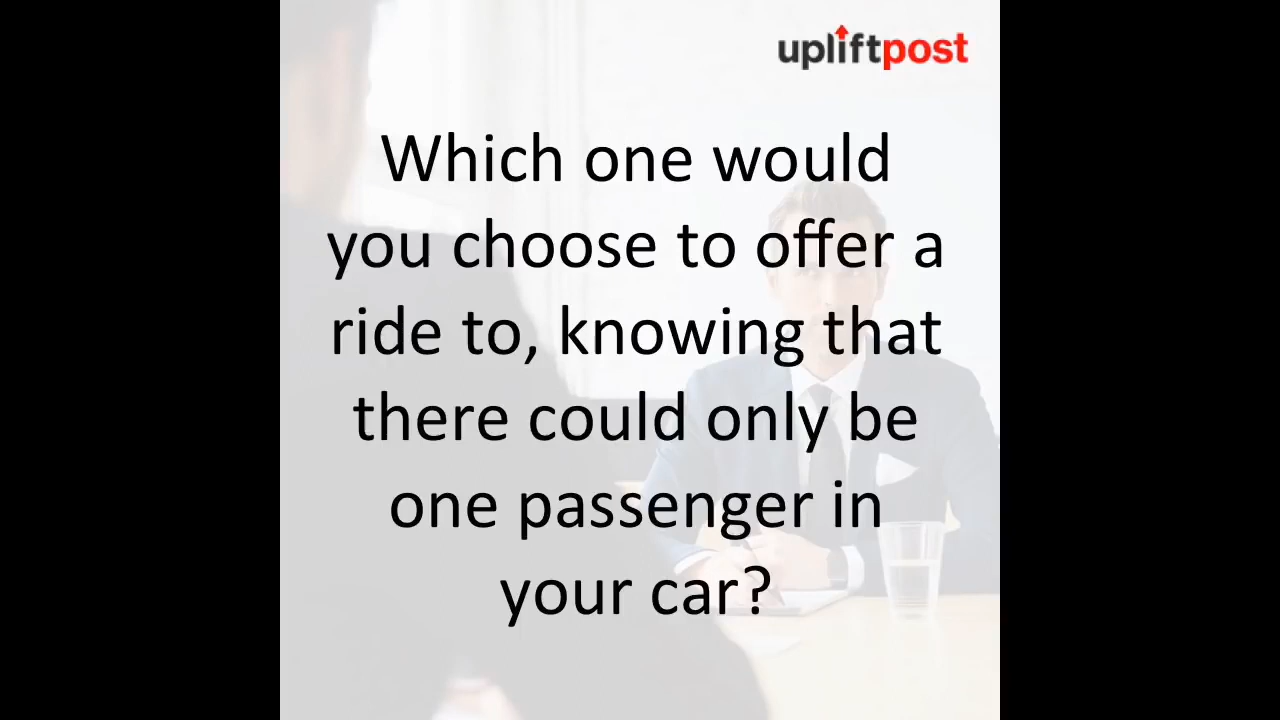 upliftpost
Which one would
you choose to offer a
ride to, knowing that
there could only be
one passenger in
your car?